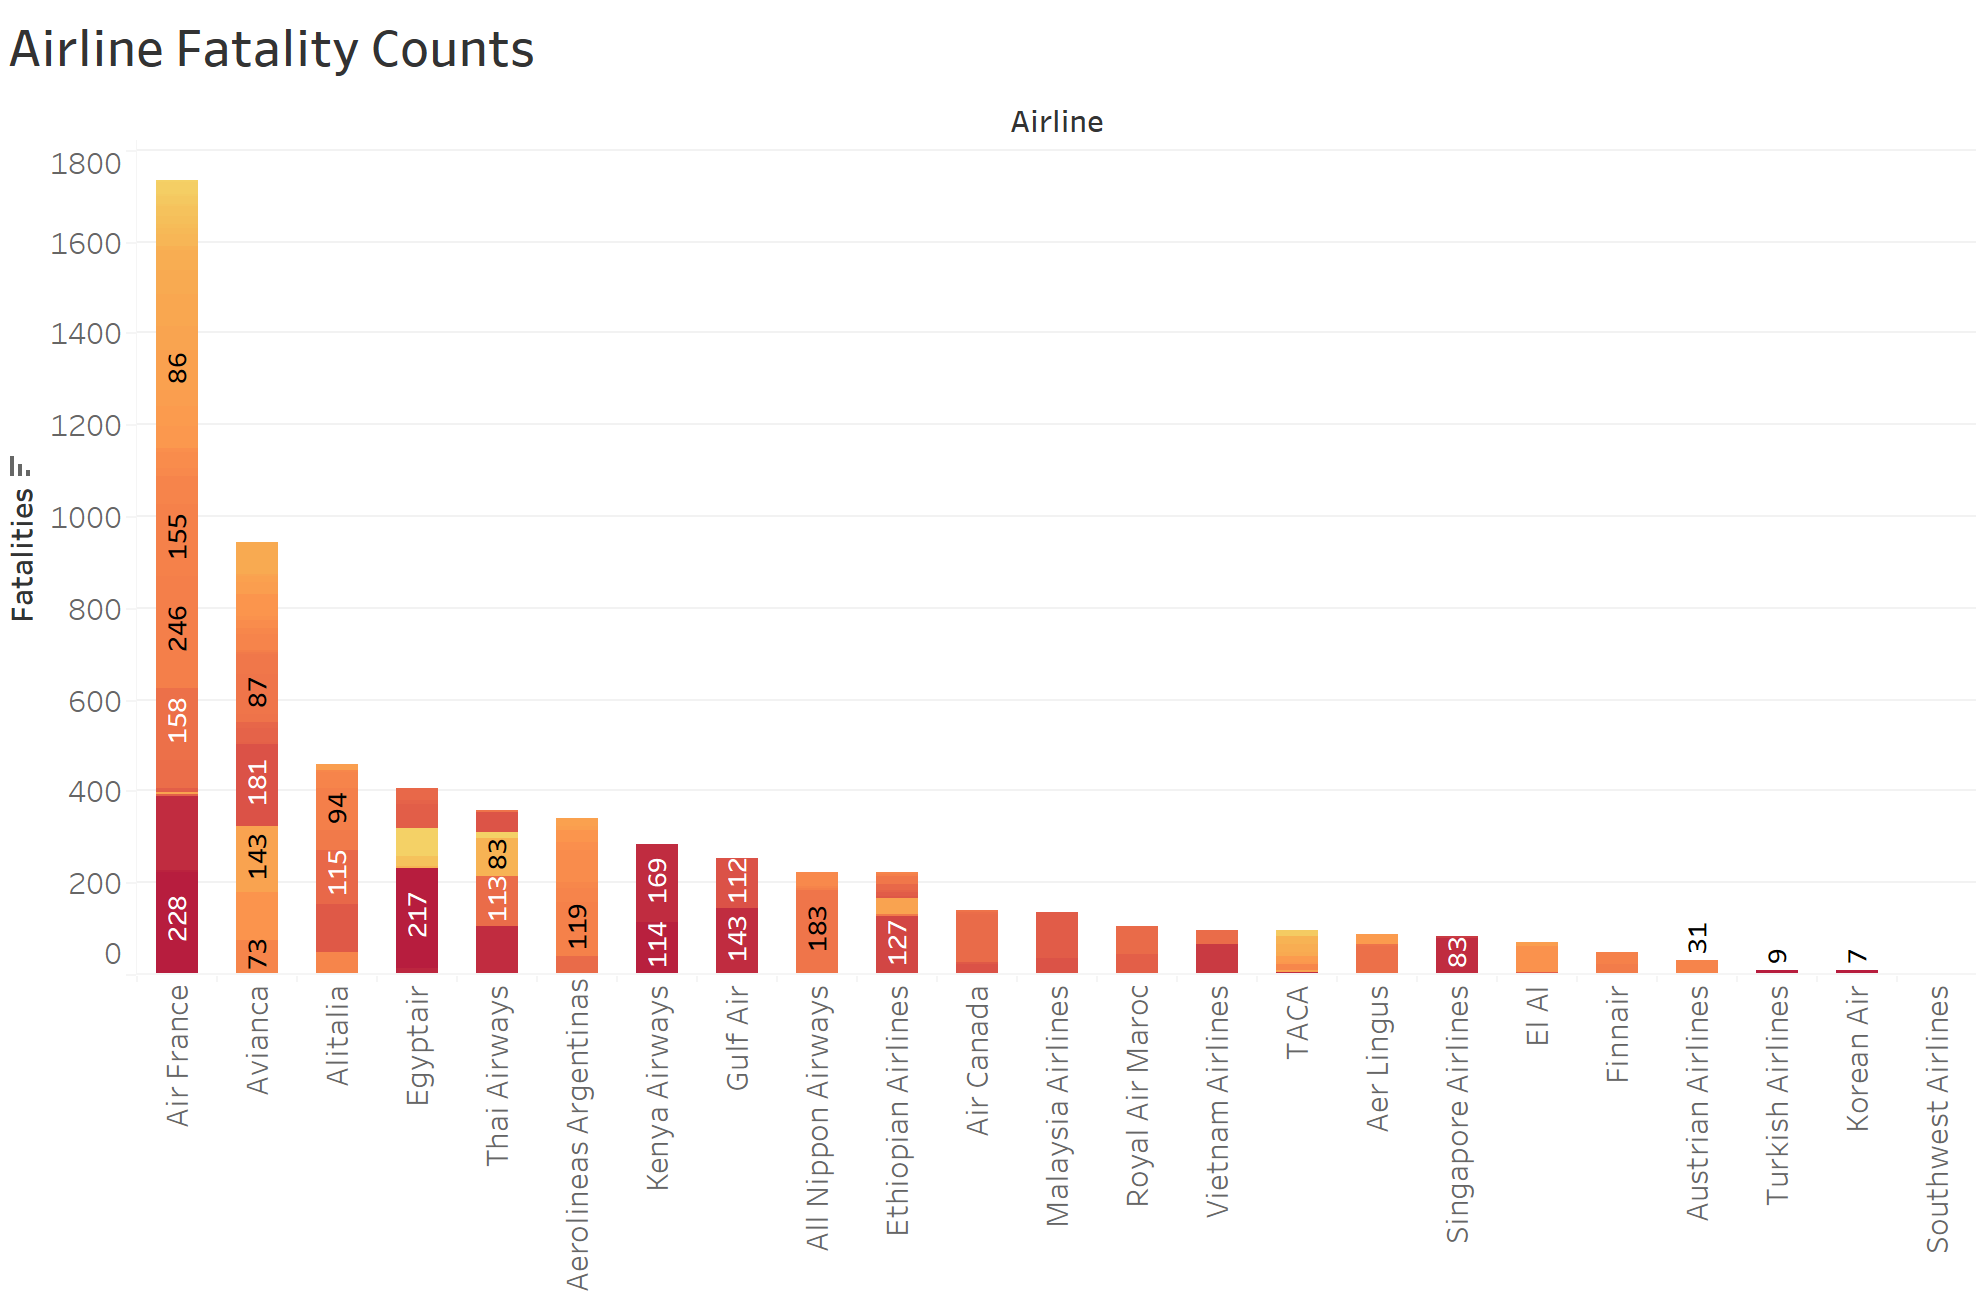 Airline Fatality Counts
Airline
Fatalities
1800
1600
1400
1200
1000
800
600
400
200
0
86
155
246
158
228
87
181
143
73
94
115
217
83
113
119
169
114
112
143
183
127
83
31
9
7
Air France
Avianca
Alitalia
Egyptair
Thai Airways
Aerolineas Argentinas
Kenya Airways
Gulf Air
All Nippon Airways
Ethiopian Airlines
Air Canada
Malaysia Airlines
Royal Air Maroc
Vietnam Airlines
TACA
Aer Lingus
Singapore Airlines
El Al
Finnair
Austrian Airlines
Turkish Airlines
Korean Air
Southwest Airlines